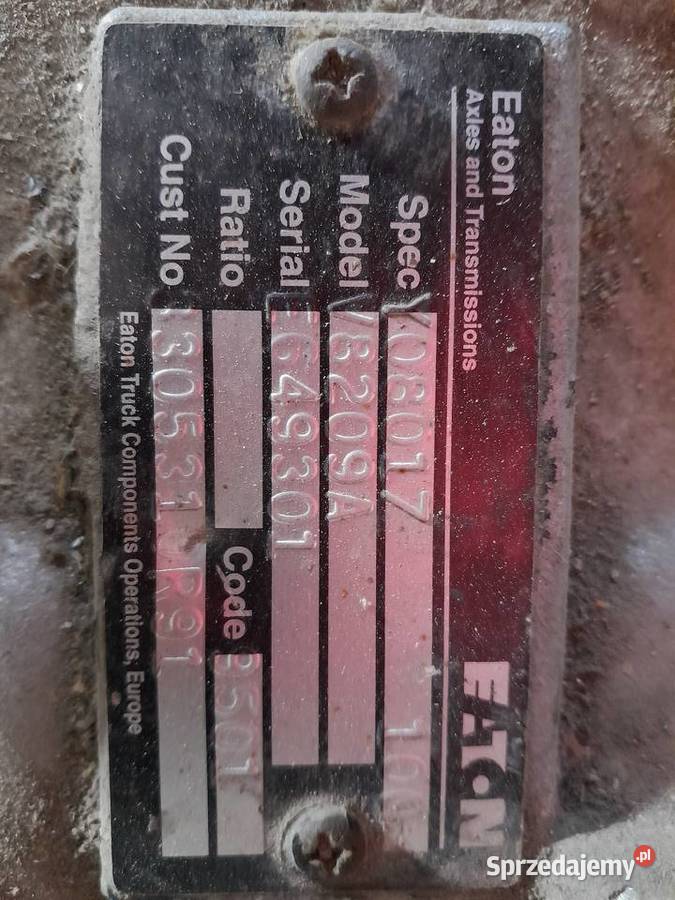 Eaton
Axles and Transmissions
EATON
Spec Y08017
Model V8209A
Serial E649301
Ratio Code
Cust No
Eaton Truck Components Operations, Europe
Sprzedajemy.pl